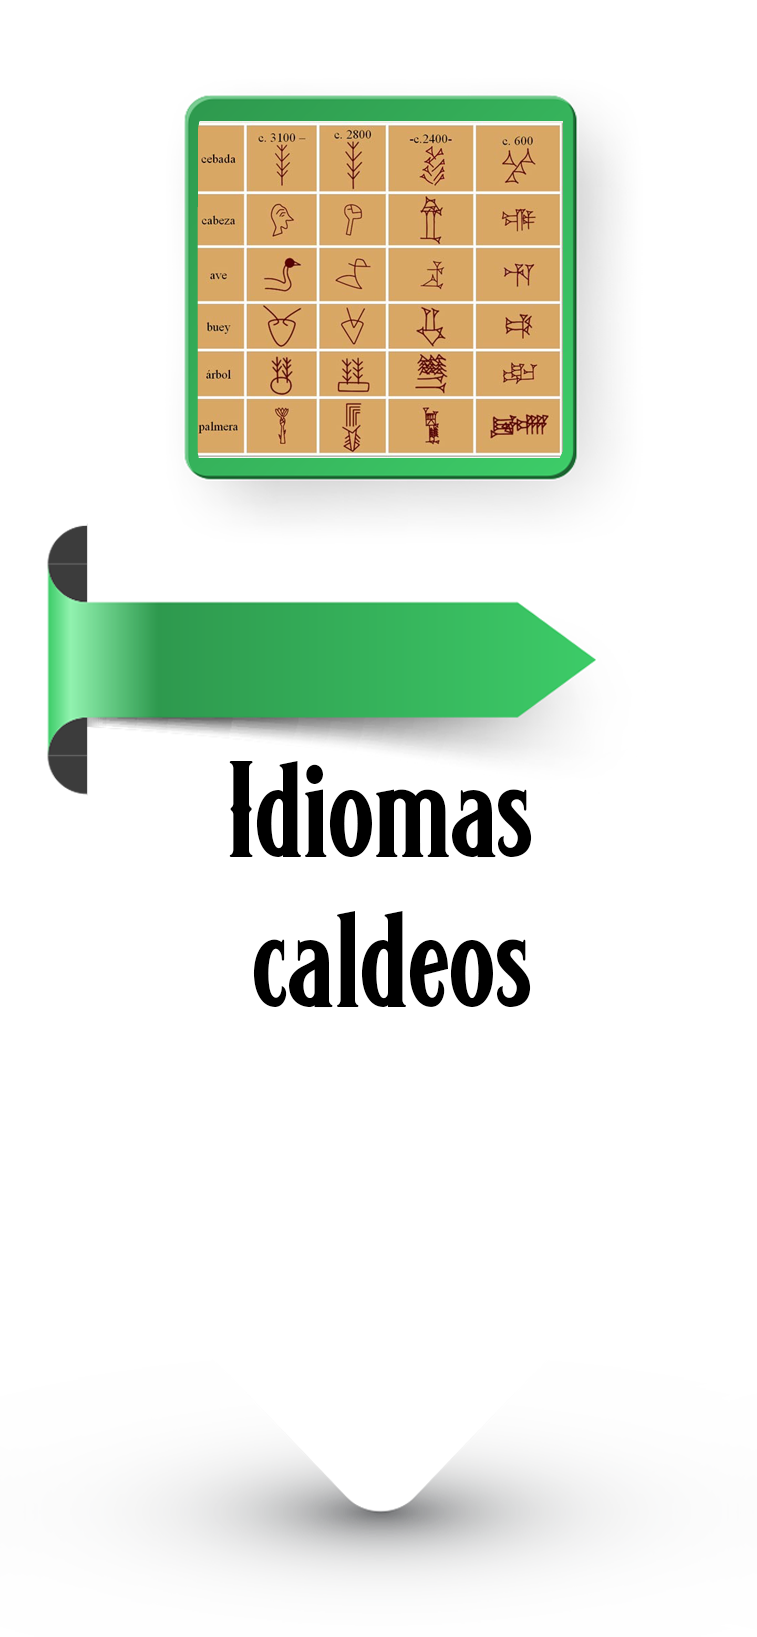 c. 3100 – c. 2800 -c.2400- c. 600
cebada
cabeza
ave
buey
árbol
palmera
Idiomas
caldeos